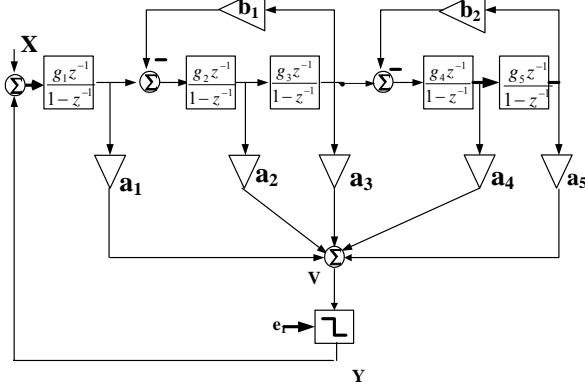 b₁
b₂
X
Σ
g₁z⁻¹ / 1 − z⁻¹
−
Σ
g₂z⁻¹ / 1 − z⁻¹
g₃z⁻¹ / 1 − z⁻¹
−
Σ
g₄z⁻¹ / 1 − z⁻¹
g₅z⁻¹ / 1 − z⁻¹
a₁
a₂
a₃
a₄
a₅
Σ
V
e₁
Y